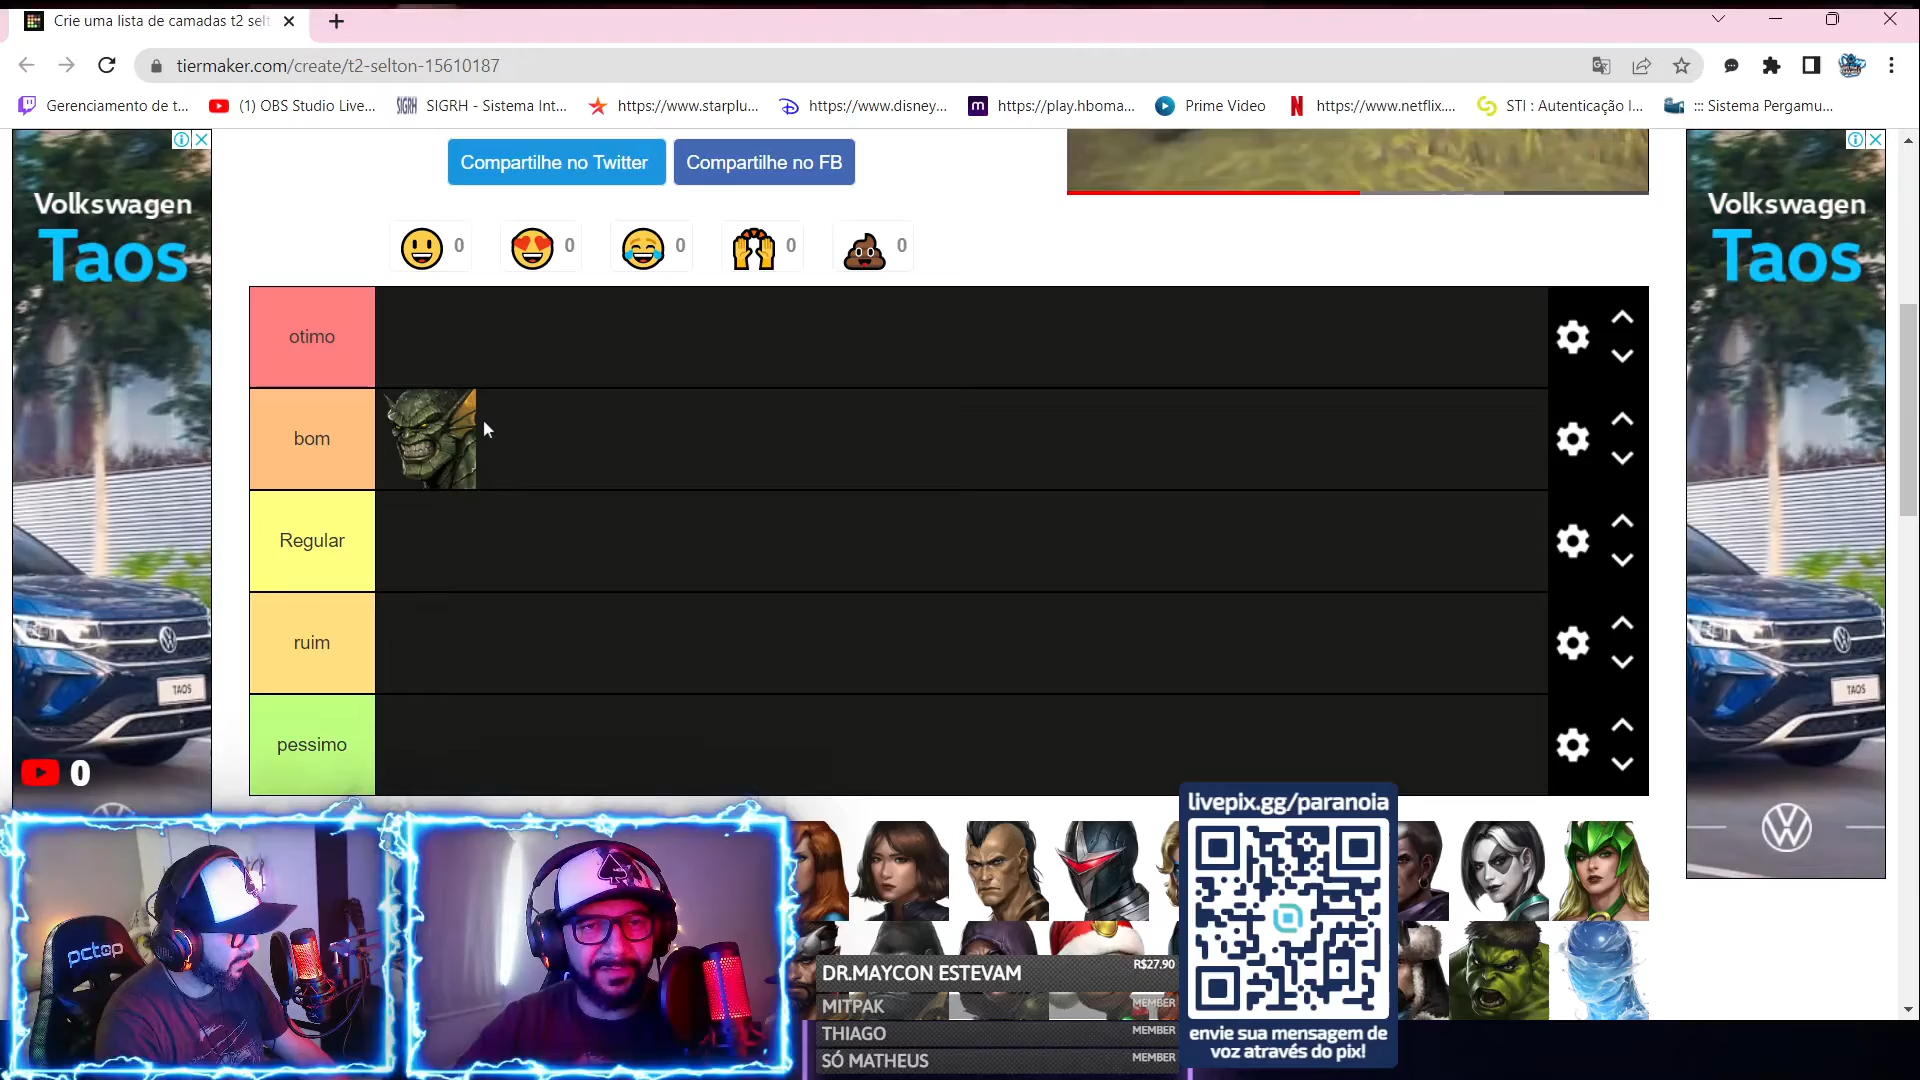 Crie uma lista de camadas t2 selt
tiermaker.com/create/t2-selton-15610187
Gerenciamento de t...
(1) OBS Studio Live...
SIGRH
SIGRH - Sistema Int...
https://www.starplu...
https://www.disney...
m
https://play.hboma...
Prime Video
N
https://www.netflix....
STI : Autenticação I...
::: Sistema Pergamu...
Compartilhe no Twitter
Compartilhe no FB
Volkswagen
Taos
Volkswagen
Taos
0
0
0
0
0
otimo
bom
Regular
ruim
pessimo
TAOS
TAOS
0
livepix.gg/paranoia
pctop
DR.MAYCON ESTEVAM
R$27.90
MITPAK
MEMBER
THIAGO
MEMBER
SÓ MATHEUS
MEMBER
envie sua mensagem de
voz através do pix!